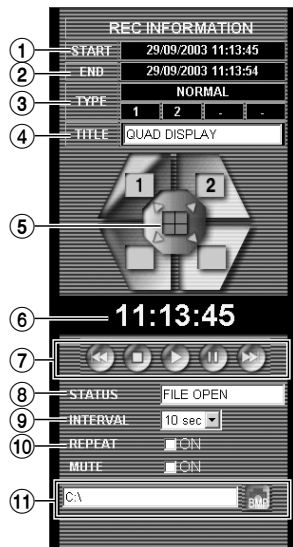 REC INFORMATION
1 START 29/09/2003 11:13:45
2 END 29/09/2003 11:13:54
3 TYPE NORMAL
1 2 - -
4 TITLE QUAD DISPLAY
1 2
5
6 11:13:45
7
8 STATUS FILE OPEN
9 INTERVAL 10 sec
10 REPEAT ON
MUTE ON
11 C:\ BMP